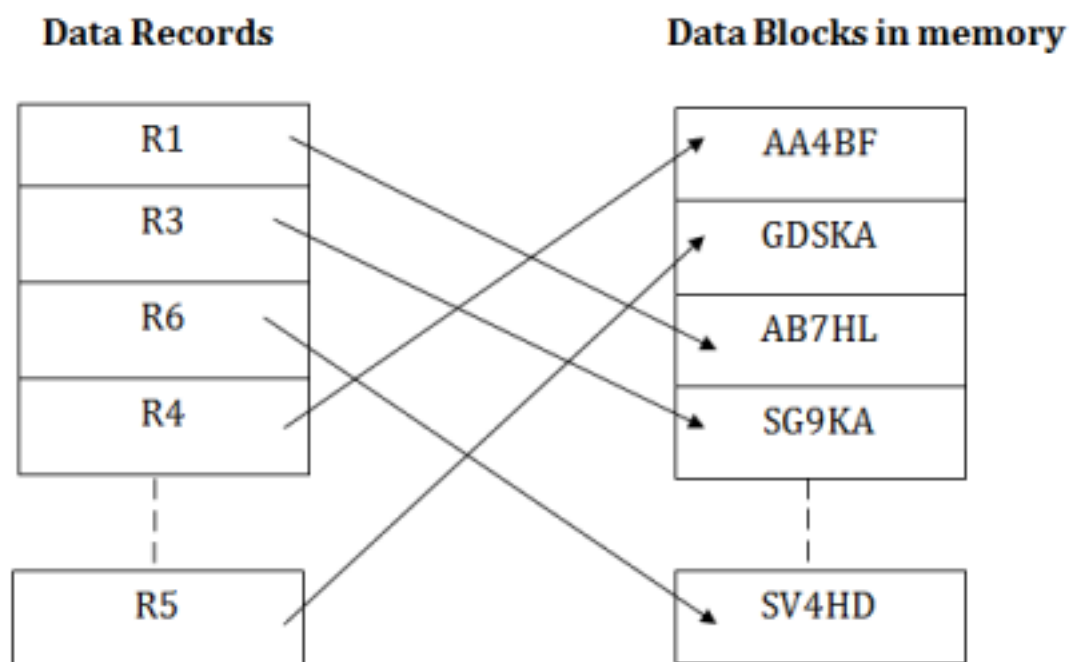 Data Records
Data Blocks in memory
R1
R3
R6
R4
R5
AA4BF
GDSKA
AB7HL
SG9KA
SV4HD